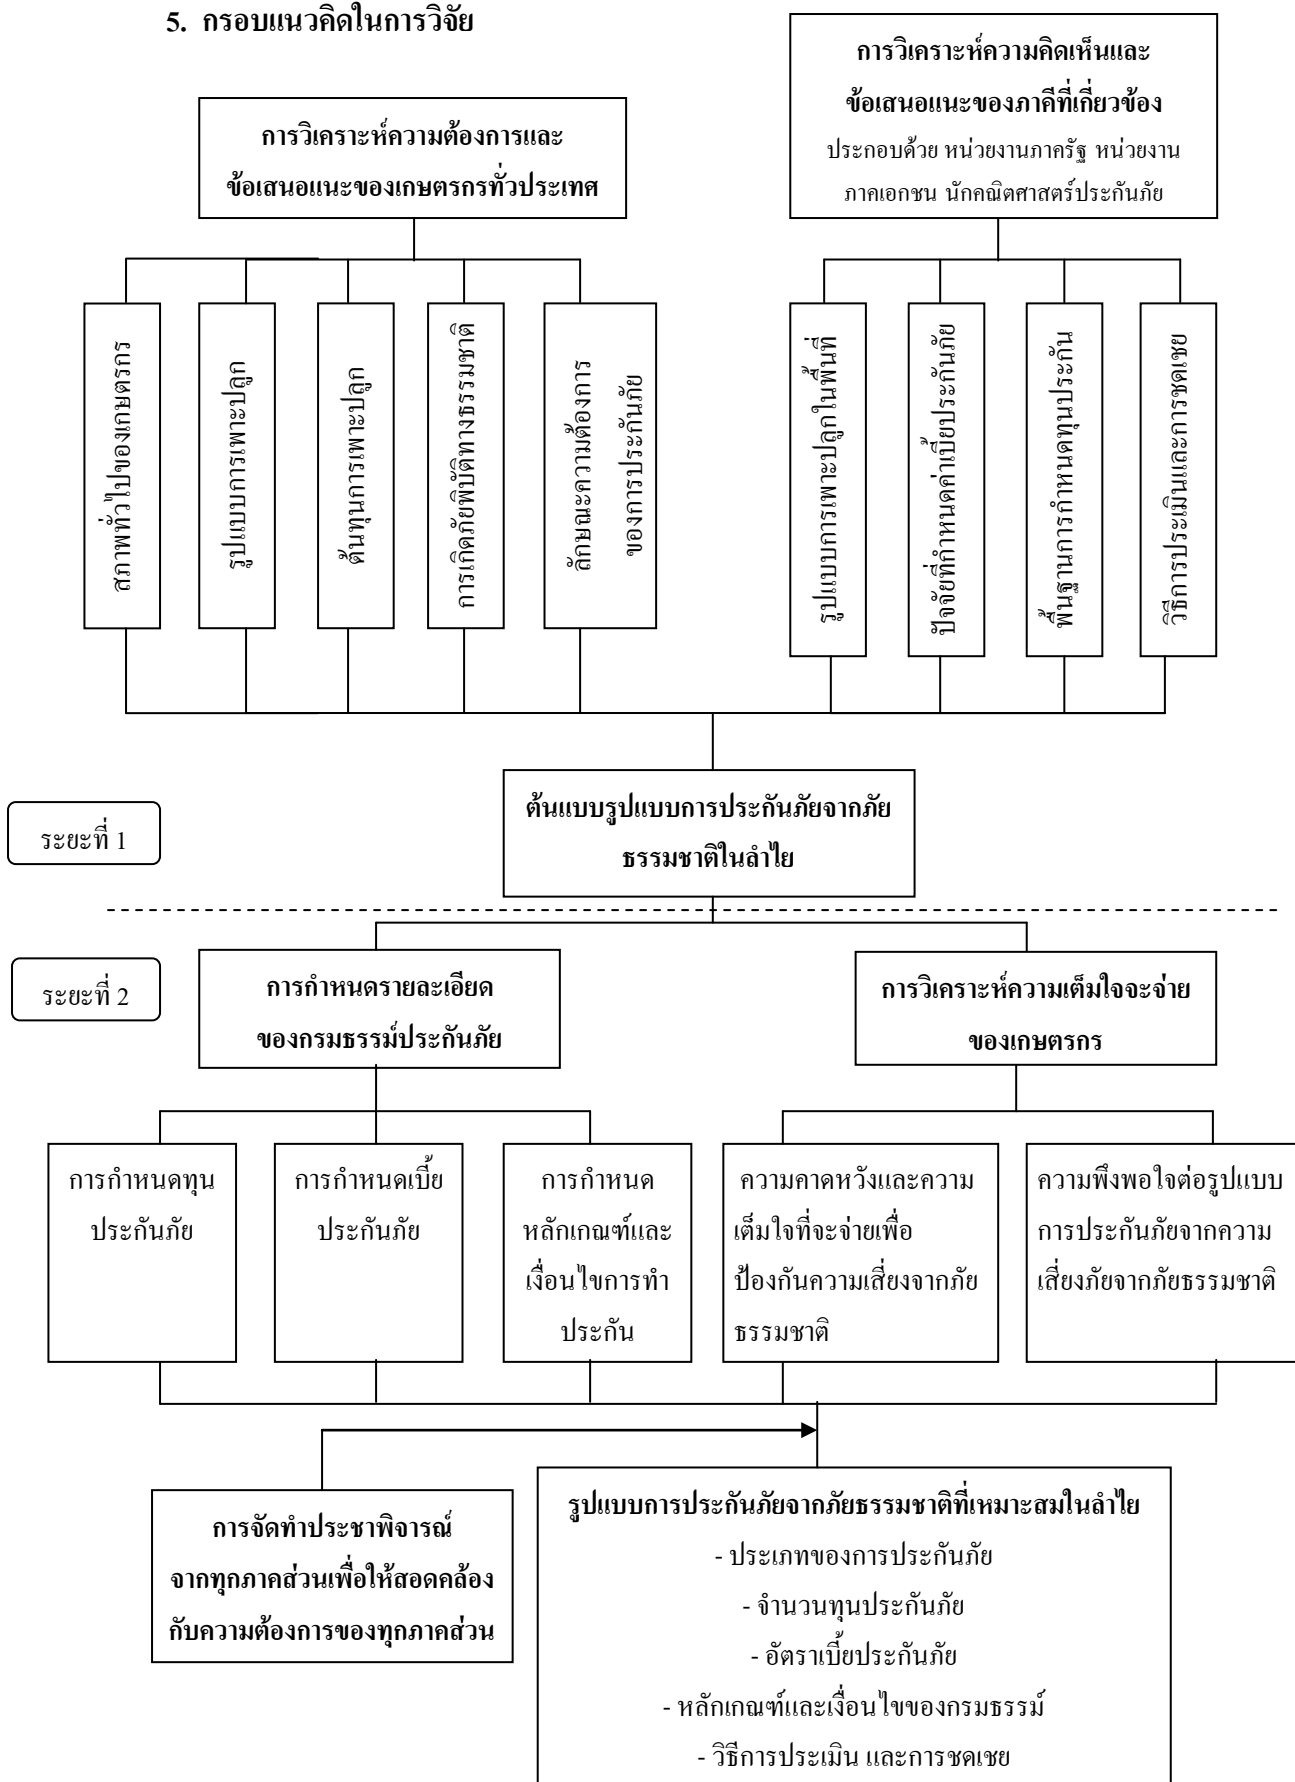 5. กรอบแนวคิดในการวิจัย
การวิเคราะห์ความต้องการและ
ข้อเสนอแนะของเกษตรกรทั่วประเทศ
การวิเคราะห์ความคิดเห็นและ
ข้อเสนอแนะของภาคีที่เกี่ยวข้อง
ประกอบด้วย หน่วยงานภาครัฐ หน่วยงาน
ภาคเอกชน นักคณิตศาสตร์ประกันภัย
สภาพทั่วไปของเกษตรกร
รูปแบบการเพาะปลูก
ต้นทุนการเพาะปลูก
การเกิดภัยพิบัติทางธรรมชาติ
ลักษณะความต้องการ
ของการประกันภัย
รูปแบบการเพาะปลูกในพื้นที่
ปัจจัยที่กำหนดค่าเบี้ยประกันภัย
พื้นฐานการกำหนดทุนประกัน
วิธีการประเมินและการชดเชย
ต้นแบบรูปแบบการประกันภัยจากภัย
ธรรมชาติในลำไย
ระยะที่ 1
ระยะที่ 2
การกำหนดรายละเอียด
ของกรมธรรม์ประกันภัย
การวิเคราะห์ความเต็มใจจะจ่าย
ของเกษตรกร
การกำหนดทุน
ประกันภัย
การกำหนดเบี้ย
ประกันภัย
การกำหนด
หลักเกณฑ์และ
เงื่อนไขการทำ
ประกัน
ความคาดหวังและความ
เต็มใจที่จะจ่ายเพื่อ
ป้องกันความเสี่ยงจากภัย
ธรรมชาติ
ความพึงพอใจต่อรูปแบบ
การประกันภัยจากความ
เสี่ยงภัยจากภัยธรรมชาติ
การจัดทำประชาพิจารณ์
จากทุกภาคส่วนเพื่อให้สอดคล้อง
กับความต้องการของทุกภาคส่วน
รูปแบบการประกันภัยจากภัยธรรมชาติที่เหมาะสมในลำไย
- ประเภทของการประกันภัย
- จำนวนทุนประกันภัย
- อัตราเบี้ยประกันภัย
- หลักเกณฑ์และเงื่อนไขของกรมธรรม์
- วิธีการประเมิน และการชดเชย